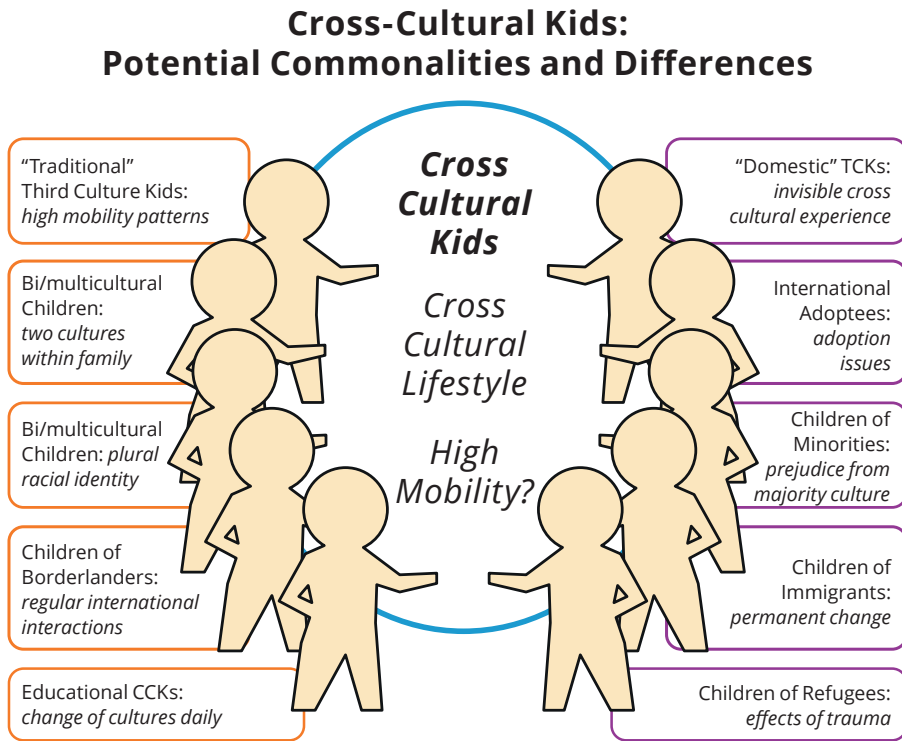 Cross-Cultural Kids:
Potential Commonalities and Differences
“Traditional”
Third Culture Kids:
high mobility patterns
Bi/multicultural
Children:
two cultures
within family
Bi/multicultural
Children: plural
racial identity
Children of
Borderlanders:
regular international
interactions
Educational CCKs:
change of cultures daily
Cross
Cultural
Kids
Cross
Cultural
Lifestyle
High
Mobility?
“Domestic” TCKs:
invisible cross
cultural experience
International
Adoptees:
adoption
issues
Children of
Minorities:
prejudice from
majority culture
Children of
Immigrants:
permanent change
Children of Refugees:
effects of trauma